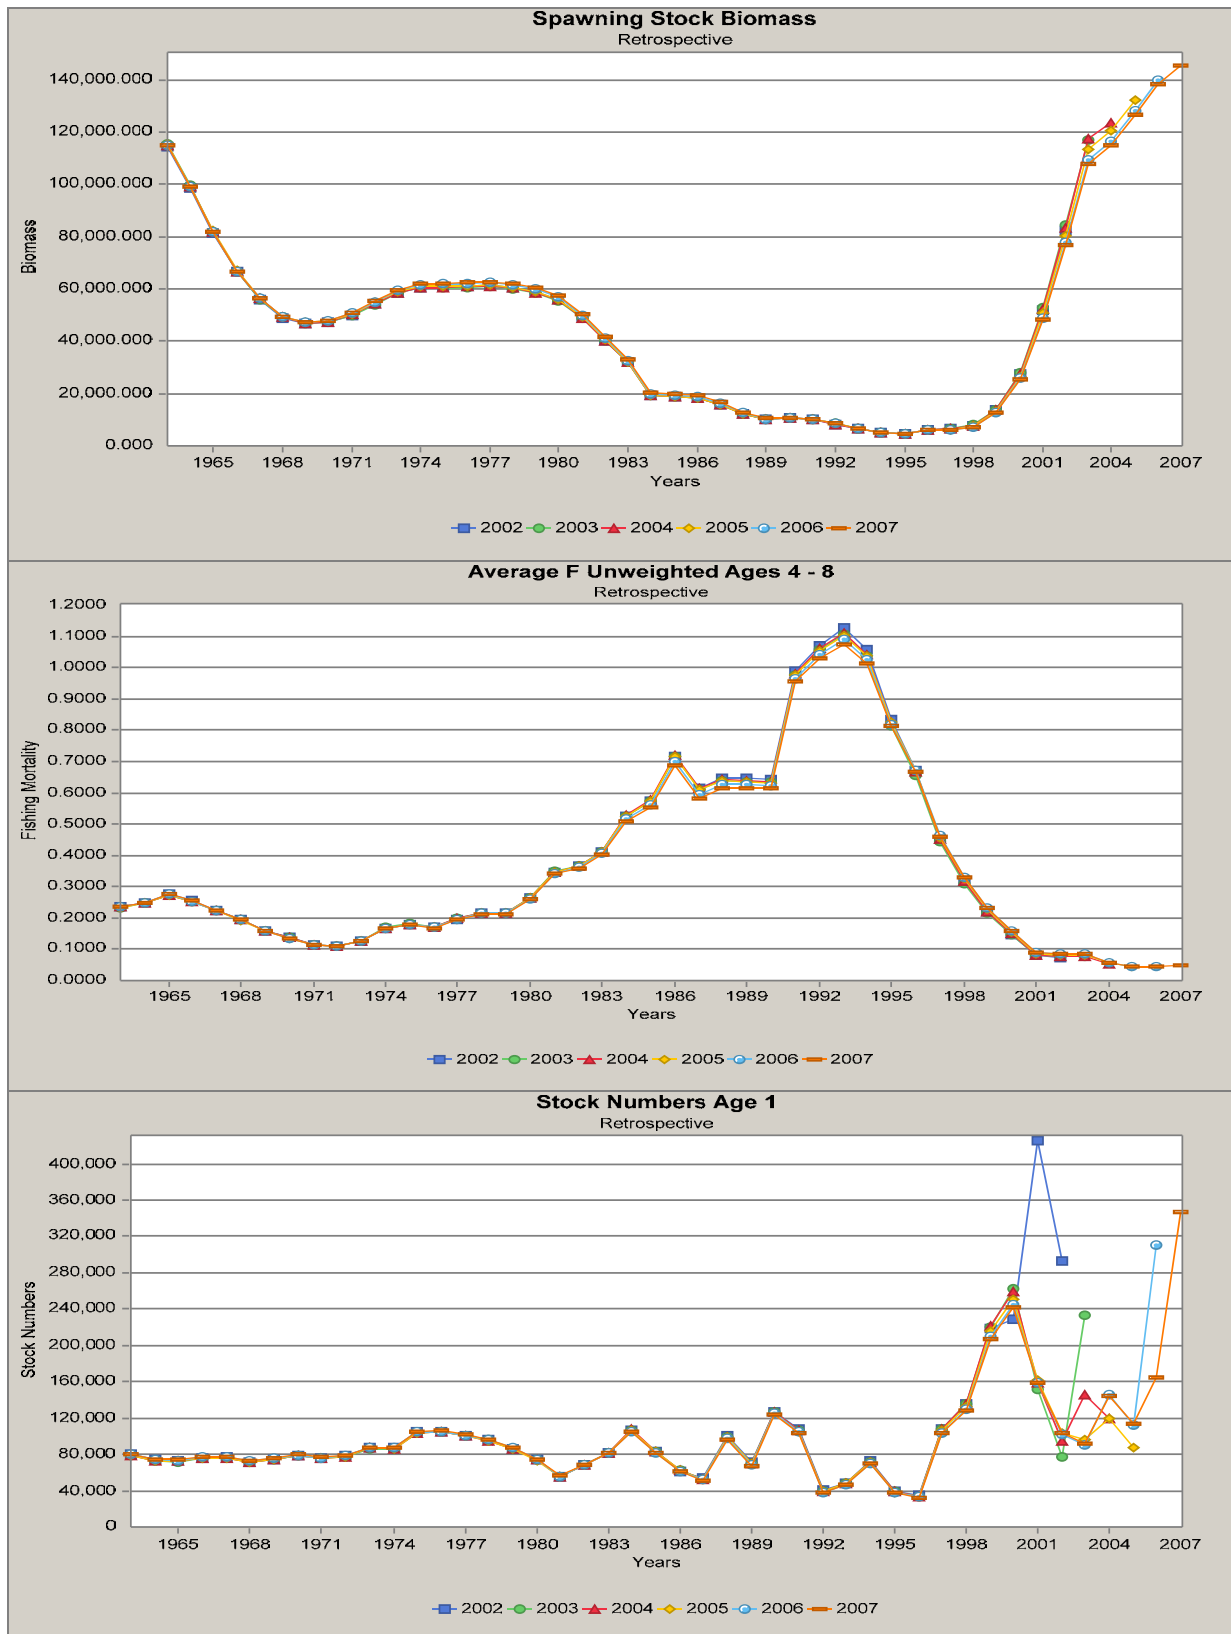 Spawning Stock Biomass
Retrospective
140,000.000
120,000.000
100,000.000
80,000.000
60,000.000
40,000.000
20,000.000
0.000
Biomass
1965 1968 1971 1974 1977 1980 1983 1986 1989 1992 1995 1998 2001 2004 2007
Years
2002 2003 2004 2005 2006 2007
Average F Unweighted Ages 4 - 8
Retrospective
1.2000
1.1000
1.0000
0.9000
0.8000
0.7000
0.6000
0.5000
0.4000
0.3000
0.2000
0.1000
0.0000
Fishing Mortality
1965 1968 1971 1974 1977 1980 1983 1986 1989 1992 1995 1998 2001 2004 2007
Years
2002 2003 2004 2005 2006 2007
Stock Numbers Age 1
Retrospective
400,000
360,000
320,000
280,000
240,000
200,000
160,000
120,000
80,000
40,000
0
Stock Numbers
1965 1968 1971 1974 1977 1980 1983 1986 1989 1992 1995 1998 2001 2004 2007
Years
2002 2003 2004 2005 2006 2007